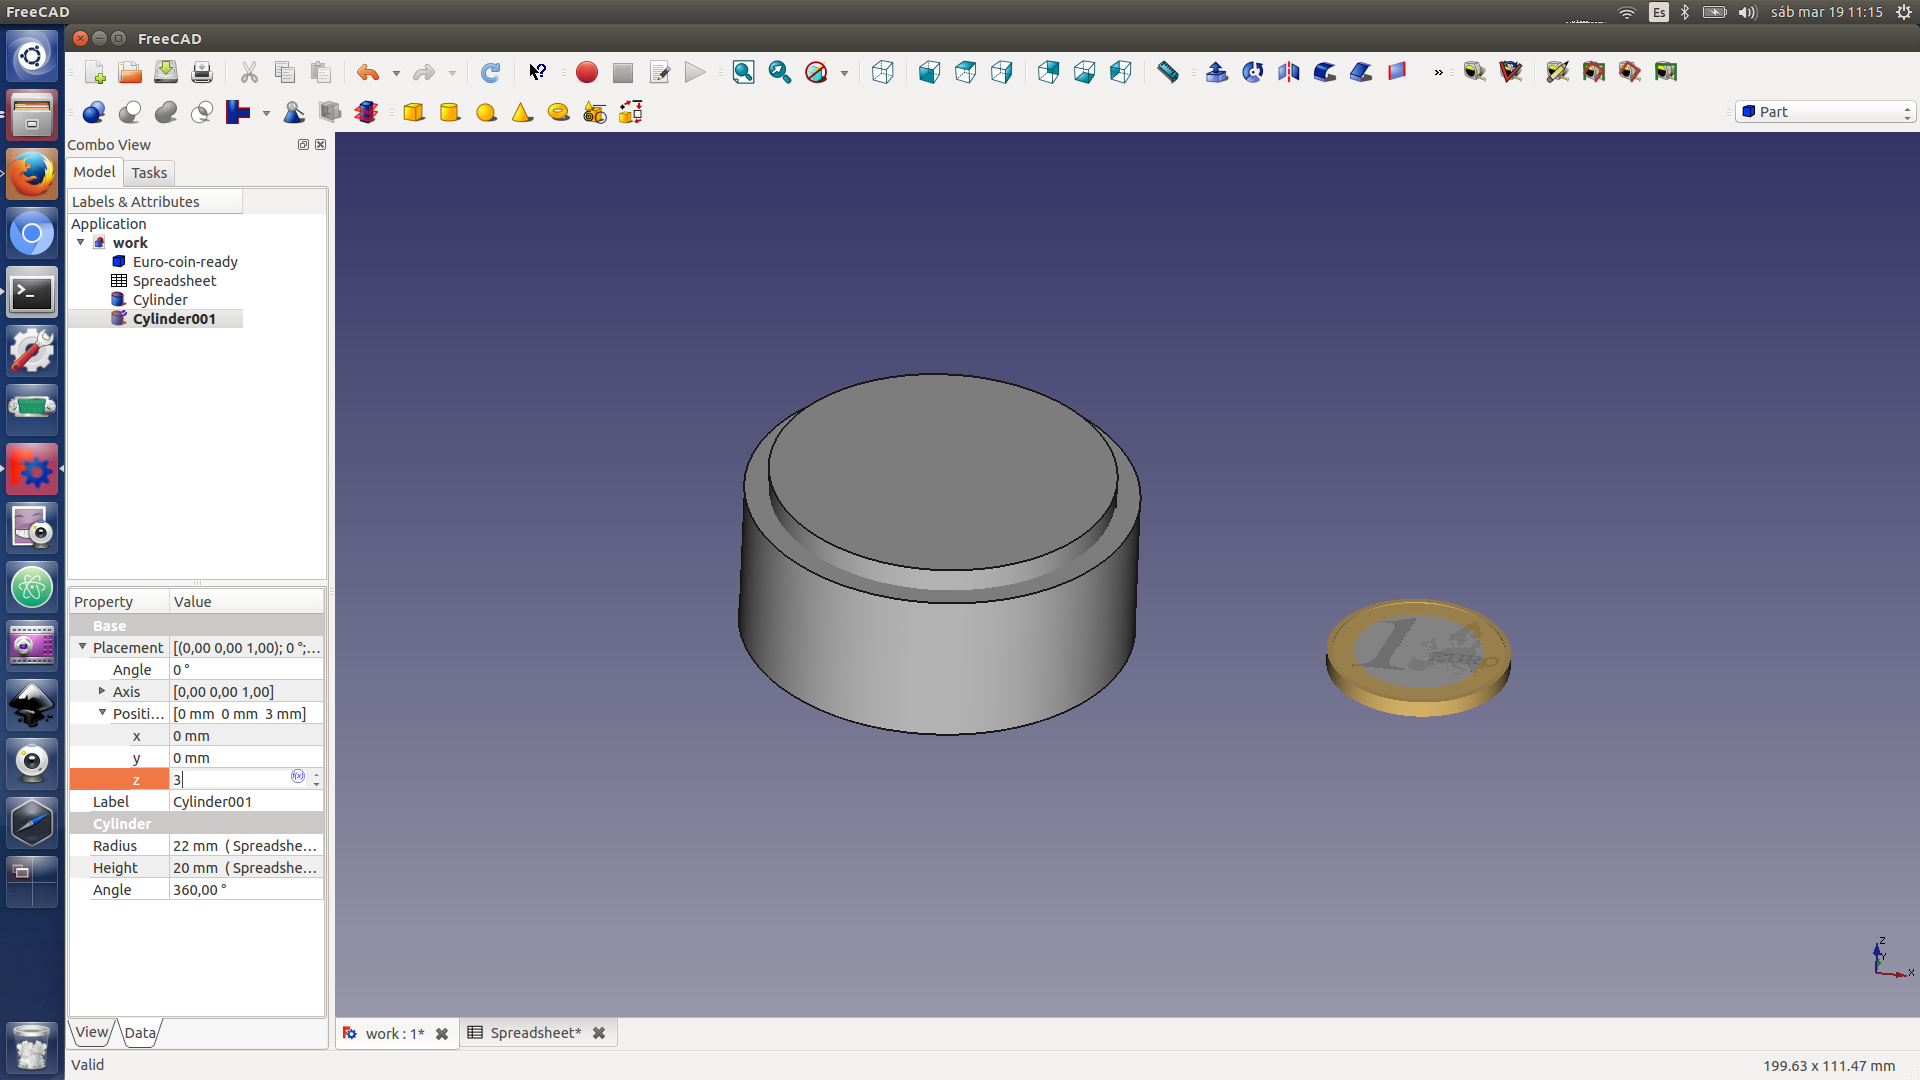 FreeCAD
Es
sáb mar 19 11:15
FreeCAD
Part
Combo View
Model
Tasks
Labels & Attributes
Application
work
Euro-coin-ready
Spreadsheet
Cylinder
Cylinder001
Property Value
Base
Placement [(0,00 0,00 1,00); 0 °;...
Angle 0 °
Axis [0,00 0,00 1,00]
Positi... [0 mm 0 mm 3 mm]
x 0 mm
y 0 mm
z 3
Label Cylinder001
Cylinder
Radius 22 mm ( Spreadshe...
Height 20 mm ( Spreadshe...
Angle 360,00 °
View
Data
1
EURO
Z
Y
X
work : 1*
Spreadsheet*
Valid
199.63 x 111.47 mm